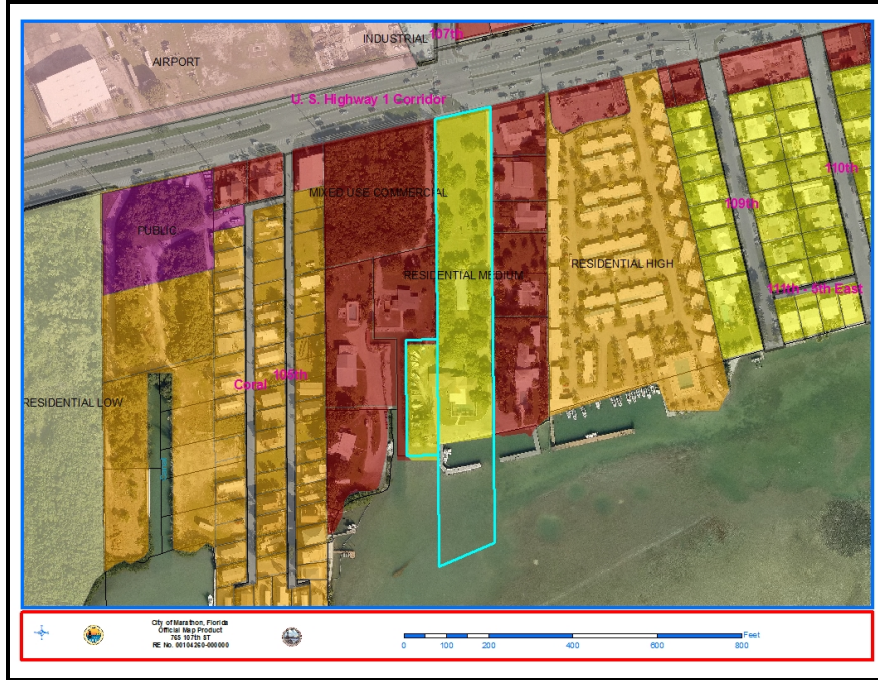 INDUSTRIAL
107th
AIRPORT
U. S. Highway 1 Corridor
110th
MIXED USE COMMERCIAL
109th
PUBLIC
RESIDENTIAL HIGH
RESIDENTIAL MEDIUM
111th - 5th East
105th
Coral
RESIDENTIAL LOW
City of Marathon, Florida
Official Map Product
765 107th ST
RE No. 00104260-000000
Feet
0 100 200 400 600 800